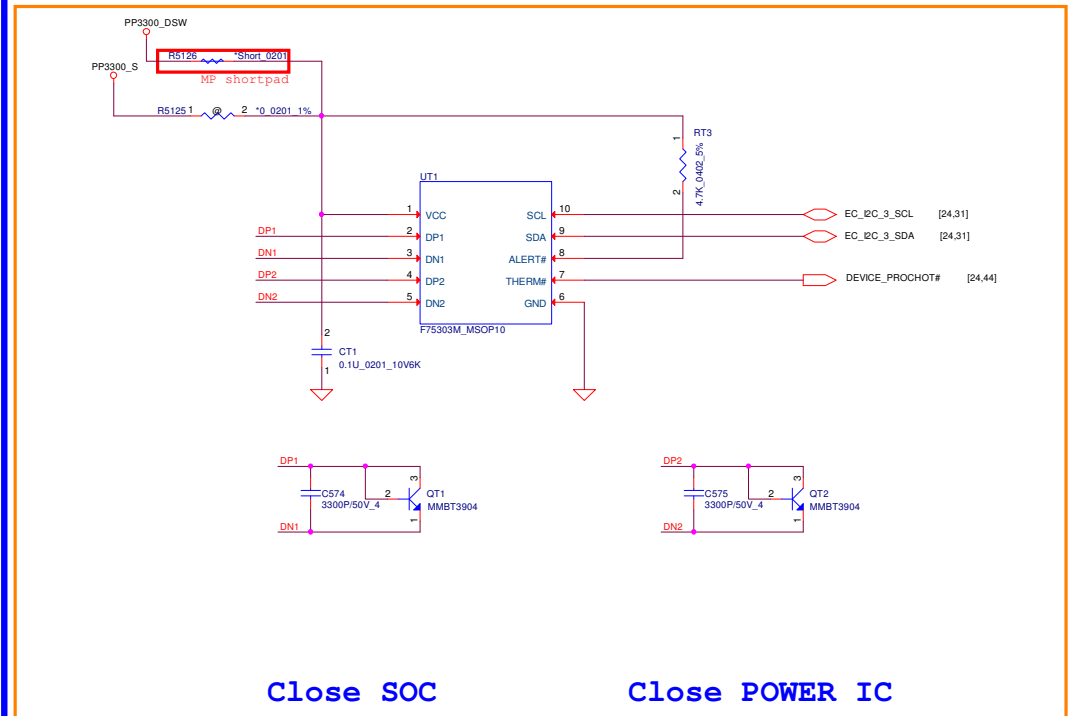 PP3300_DSW
R5126 *Short_0201
PP3300_S
MP shortpad
R5125 1 @ 2 *0_0201_1%
1 RT3
4.7K_0402_5%
2
UT1
1 VCC SCL 10 EC_I2C_3_SCL [24,31]
DP1 2 DP1 SDA 9 EC_I2C_3_SDA [24,31]
DN1 3 DN1 ALERT# 8
DP2 4 DP2 THERM# 7 DEVICE_PROCHOT# [24,44]
DN2 5 DN2 GND 6
F75303M_MSOP10
2
CT1
0.1U_0201_10V6K
1
DP1 DP2
3 3
C574 2 QT1 C575 2 QT2
3300P/50V_4 MMBT3904 3300P/50V_4 MMBT3904
1 1
DN1 DN2
Close SOC Close POWER IC